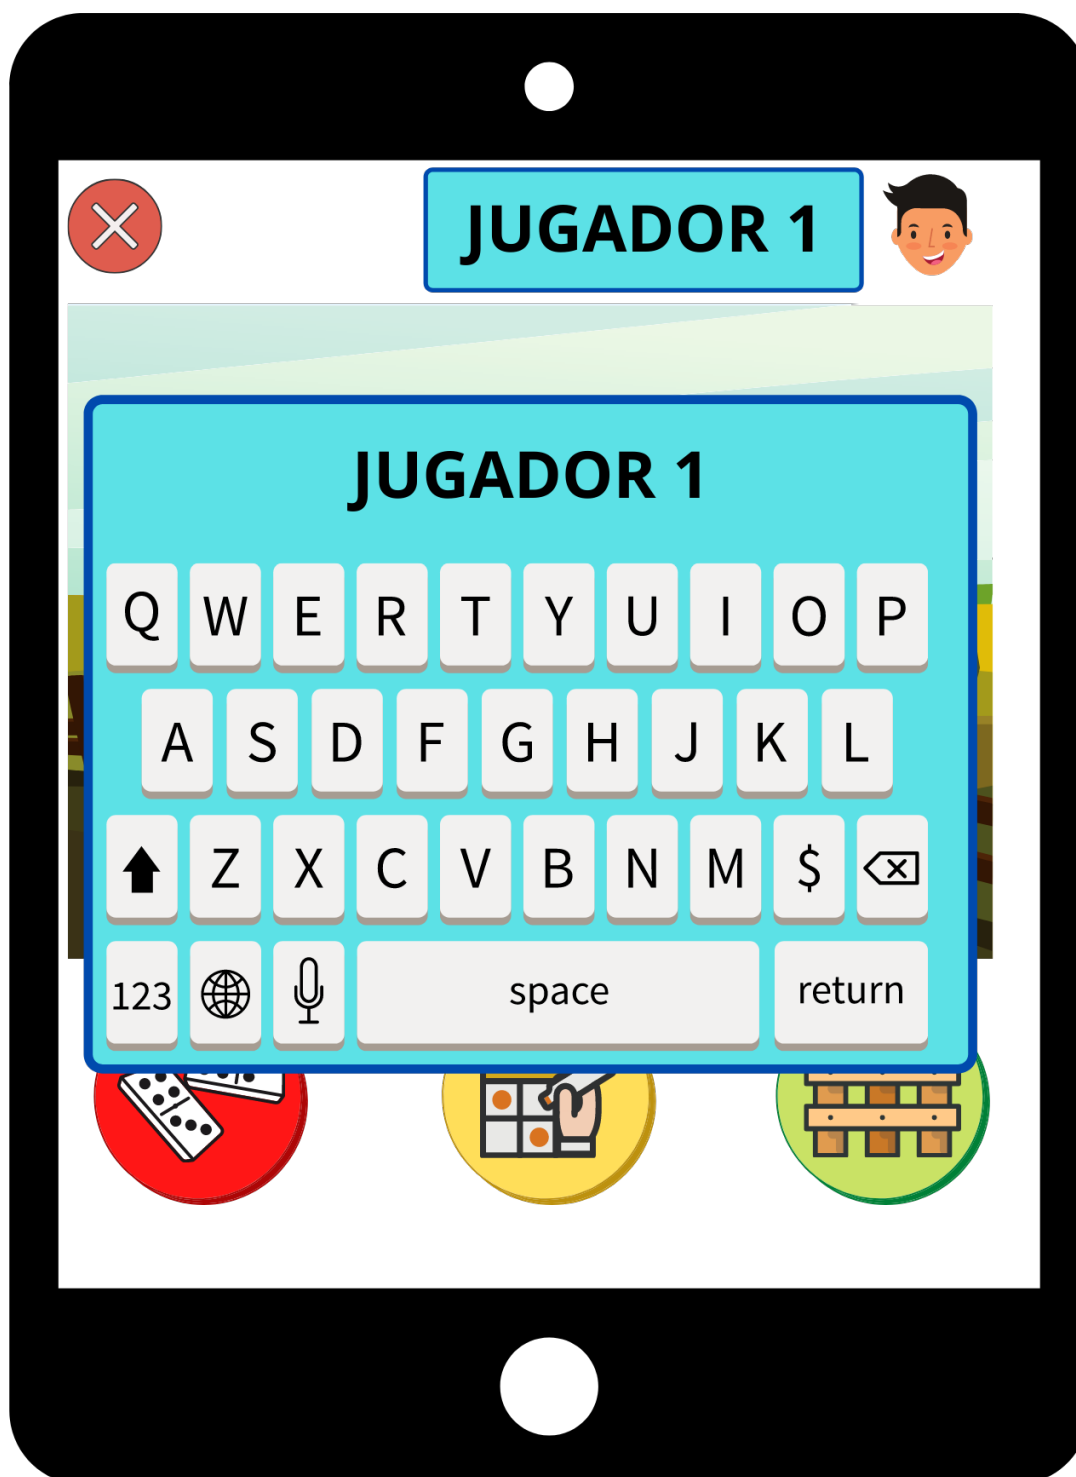 JUGADOR 1
JUGADOR 1
Q W E R T Y U I O P
A S D F G H J K L
Z X C V B N M $
123 space return